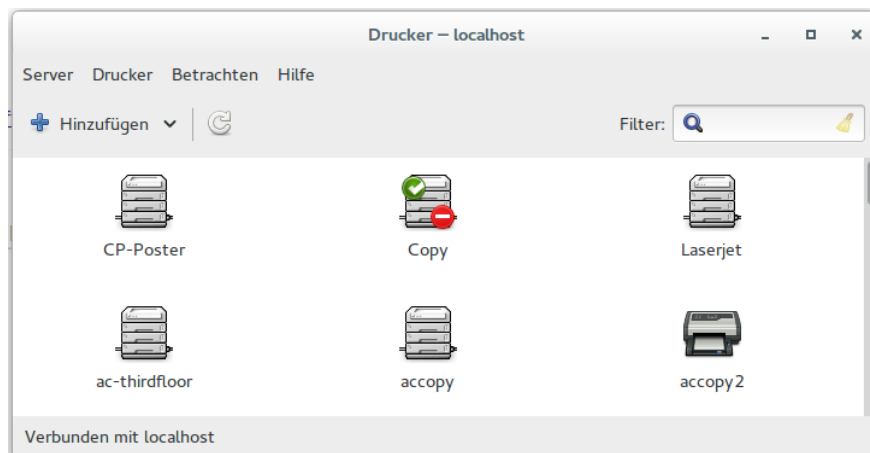 Drucker – localhost
Server Drucker Betrachten Hilfe
Hinzufügen Filter:
CP-Poster Copy Laserjet
ac-thirdfloor accopy accopy2
Verbunden mit localhost